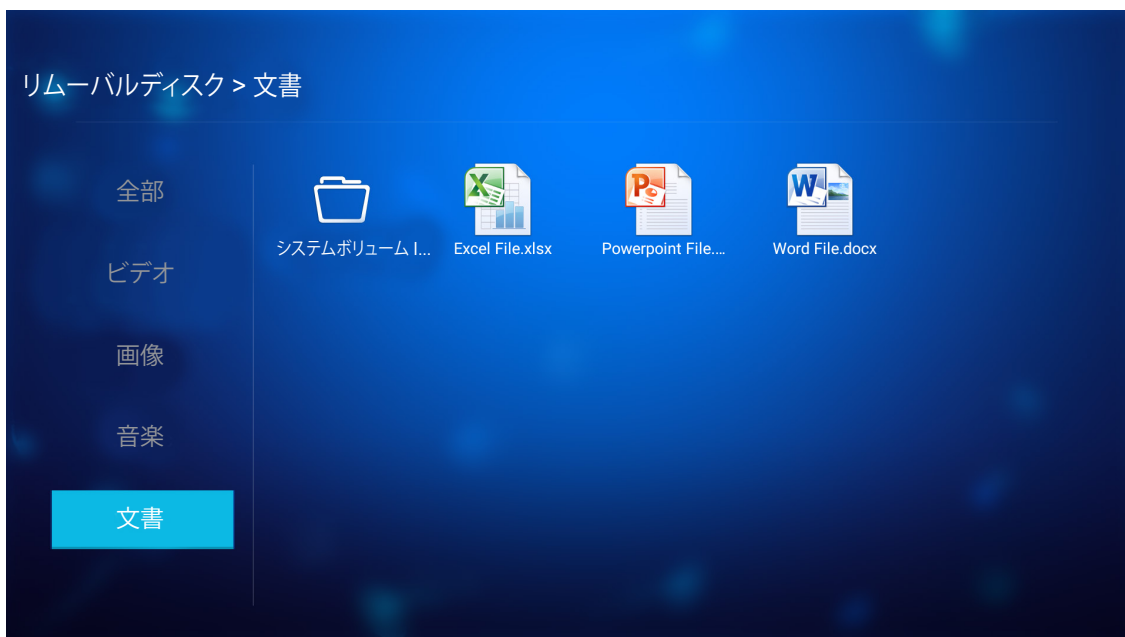 リムーバルディスク > 文書
全部
ビデオ
画像
音楽
文書
システムボリューム I...
Excel File.xlsx
Powerpoint File....
Word File.docx